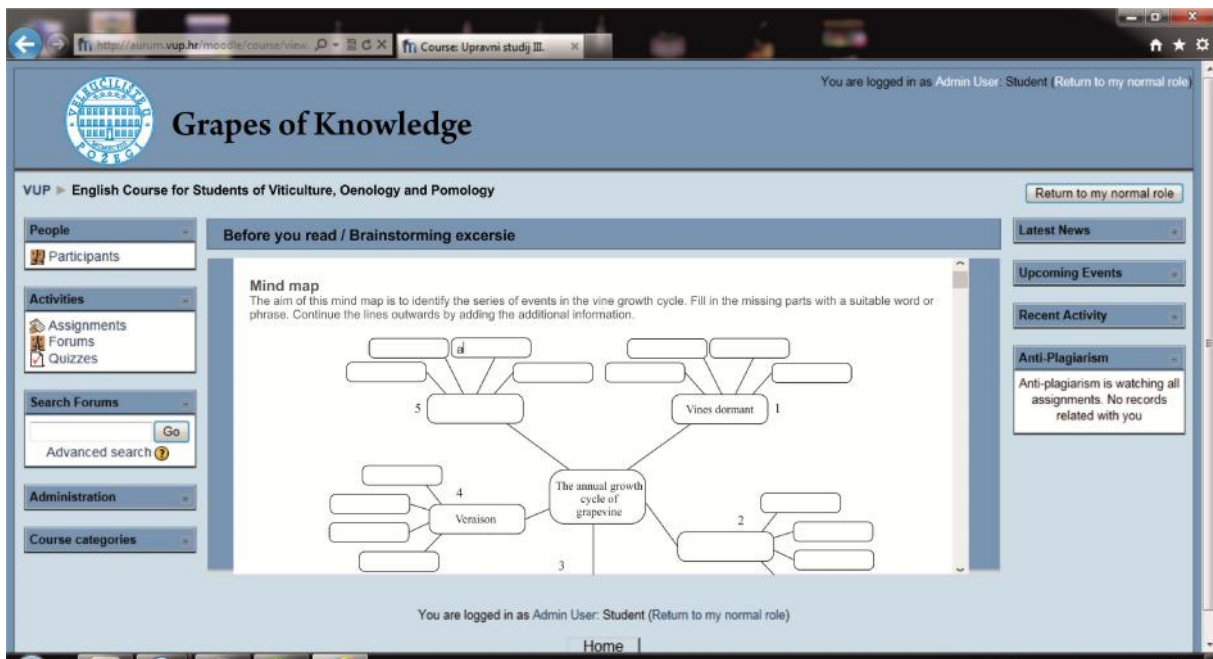 http://aurum.vup.hr/moodle/course/view.
Course: Upravni studij III.
You are logged in as Admin User: Student (Return to my normal role)
VELEUČILIŠTE U POŽEGI
Grapes of Knowledge
VUP ► English Course for Students of Viticulture, Oenology and Pomology
Return to my normal role
People
Participants
Activities
Assignments
Forums
Quizzes
Search Forums
Go
Advanced search
Administration
Course categories
Before you read / Brainstorming excersie
Mind map
The aim of this mind map is to identify the series of events in the vine growth cycle. Fill in the missing parts with a suitable word or
phrase. Continue the lines outwards by adding the additional information.
al
5
Vines dormant
1
The annual growth
cycle of
grapevine
4
Veraison
2
3
Latest News
Upcoming Events
Recent Activity
Anti-Plagiarism
Anti-plagiarism is watching all
assignments. No records
related with you
You are logged in as Admin User: Student (Return to my normal role)
Home